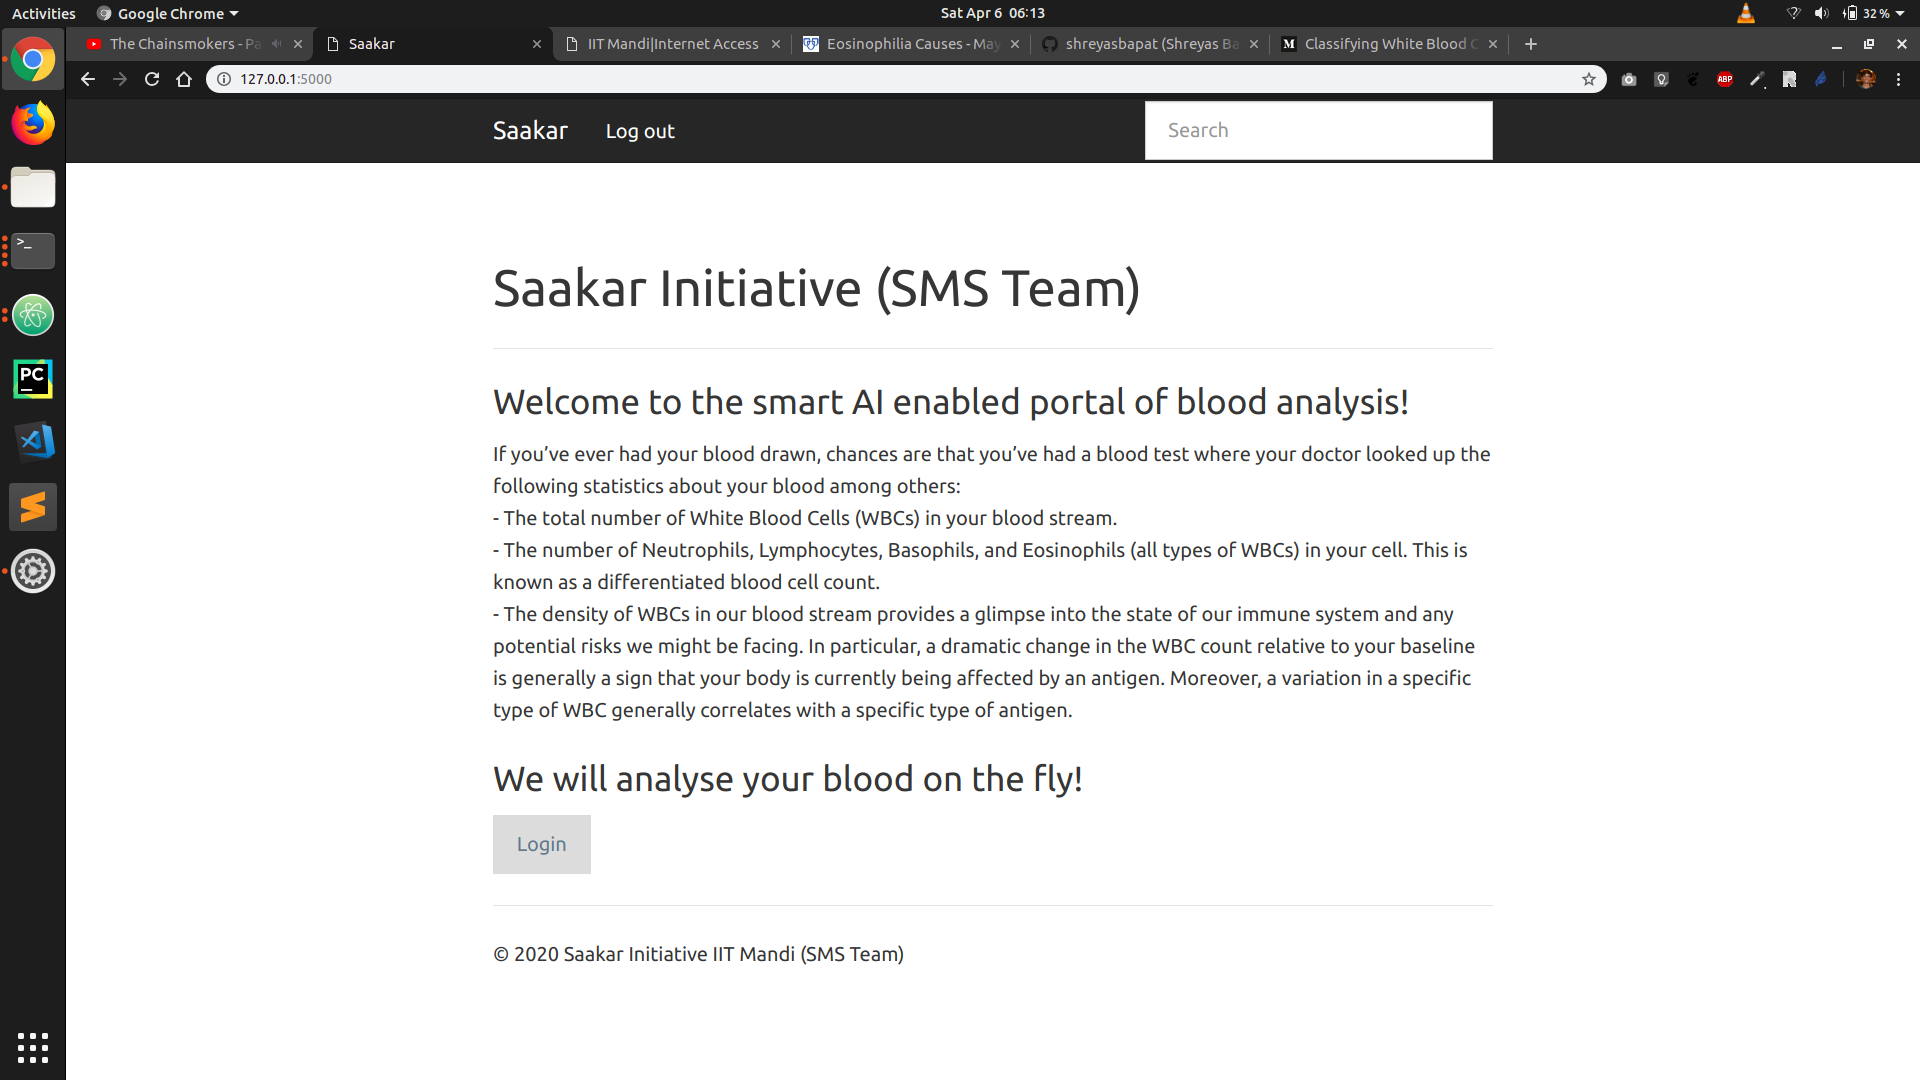 Activities
Google Chrome
Sat Apr 6 06:13
32 %
The Chainsmokers - Pa
Saakar
IIT Mandi|Internet Access
Eosinophilia Causes - May
shreyasbapat (Shreyas Ba
Classifying White Blood C
127.0.0.1:5000
ABP
Saakar
Log out
Search
>_
PC
Saakar Initiative (SMS Team)
Welcome to the smart AI enabled portal of blood analysis!
If you’ve ever had your blood drawn, chances are that you’ve had a blood test where your doctor looked up the
following statistics about your blood among others:
- The total number of White Blood Cells (WBCs) in your blood stream.
- The number of Neutrophils, Lymphocytes, Basophils, and Eosinophils (all types of WBCs) in your cell. This is
known as a differentiated blood cell count.
- The density of WBCs in our blood stream provides a glimpse into the state of our immune system and any
potential risks we might be facing. In particular, a dramatic change in the WBC count relative to your baseline
is generally a sign that your body is currently being affected by an antigen. Moreover, a variation in a specific
type of WBC generally correlates with a specific type of antigen.
We will analyse your blood on the fly!
Login
© 2020 Saakar Initiative IIT Mandi (SMS Team)